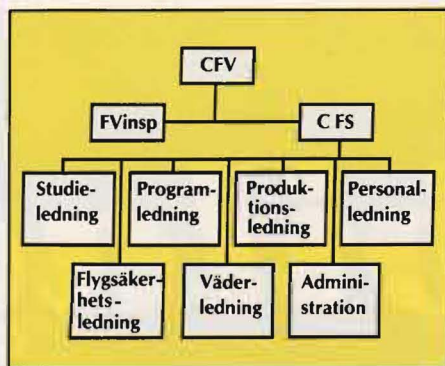 CFV
FVinsp
C FS
Studie-
ledning
Program-
ledning
Produk-
tions-
ledning
Personal-
ledning
Flygsäker-
hets-
ledning
Väder-
ledning
Admini-
stration